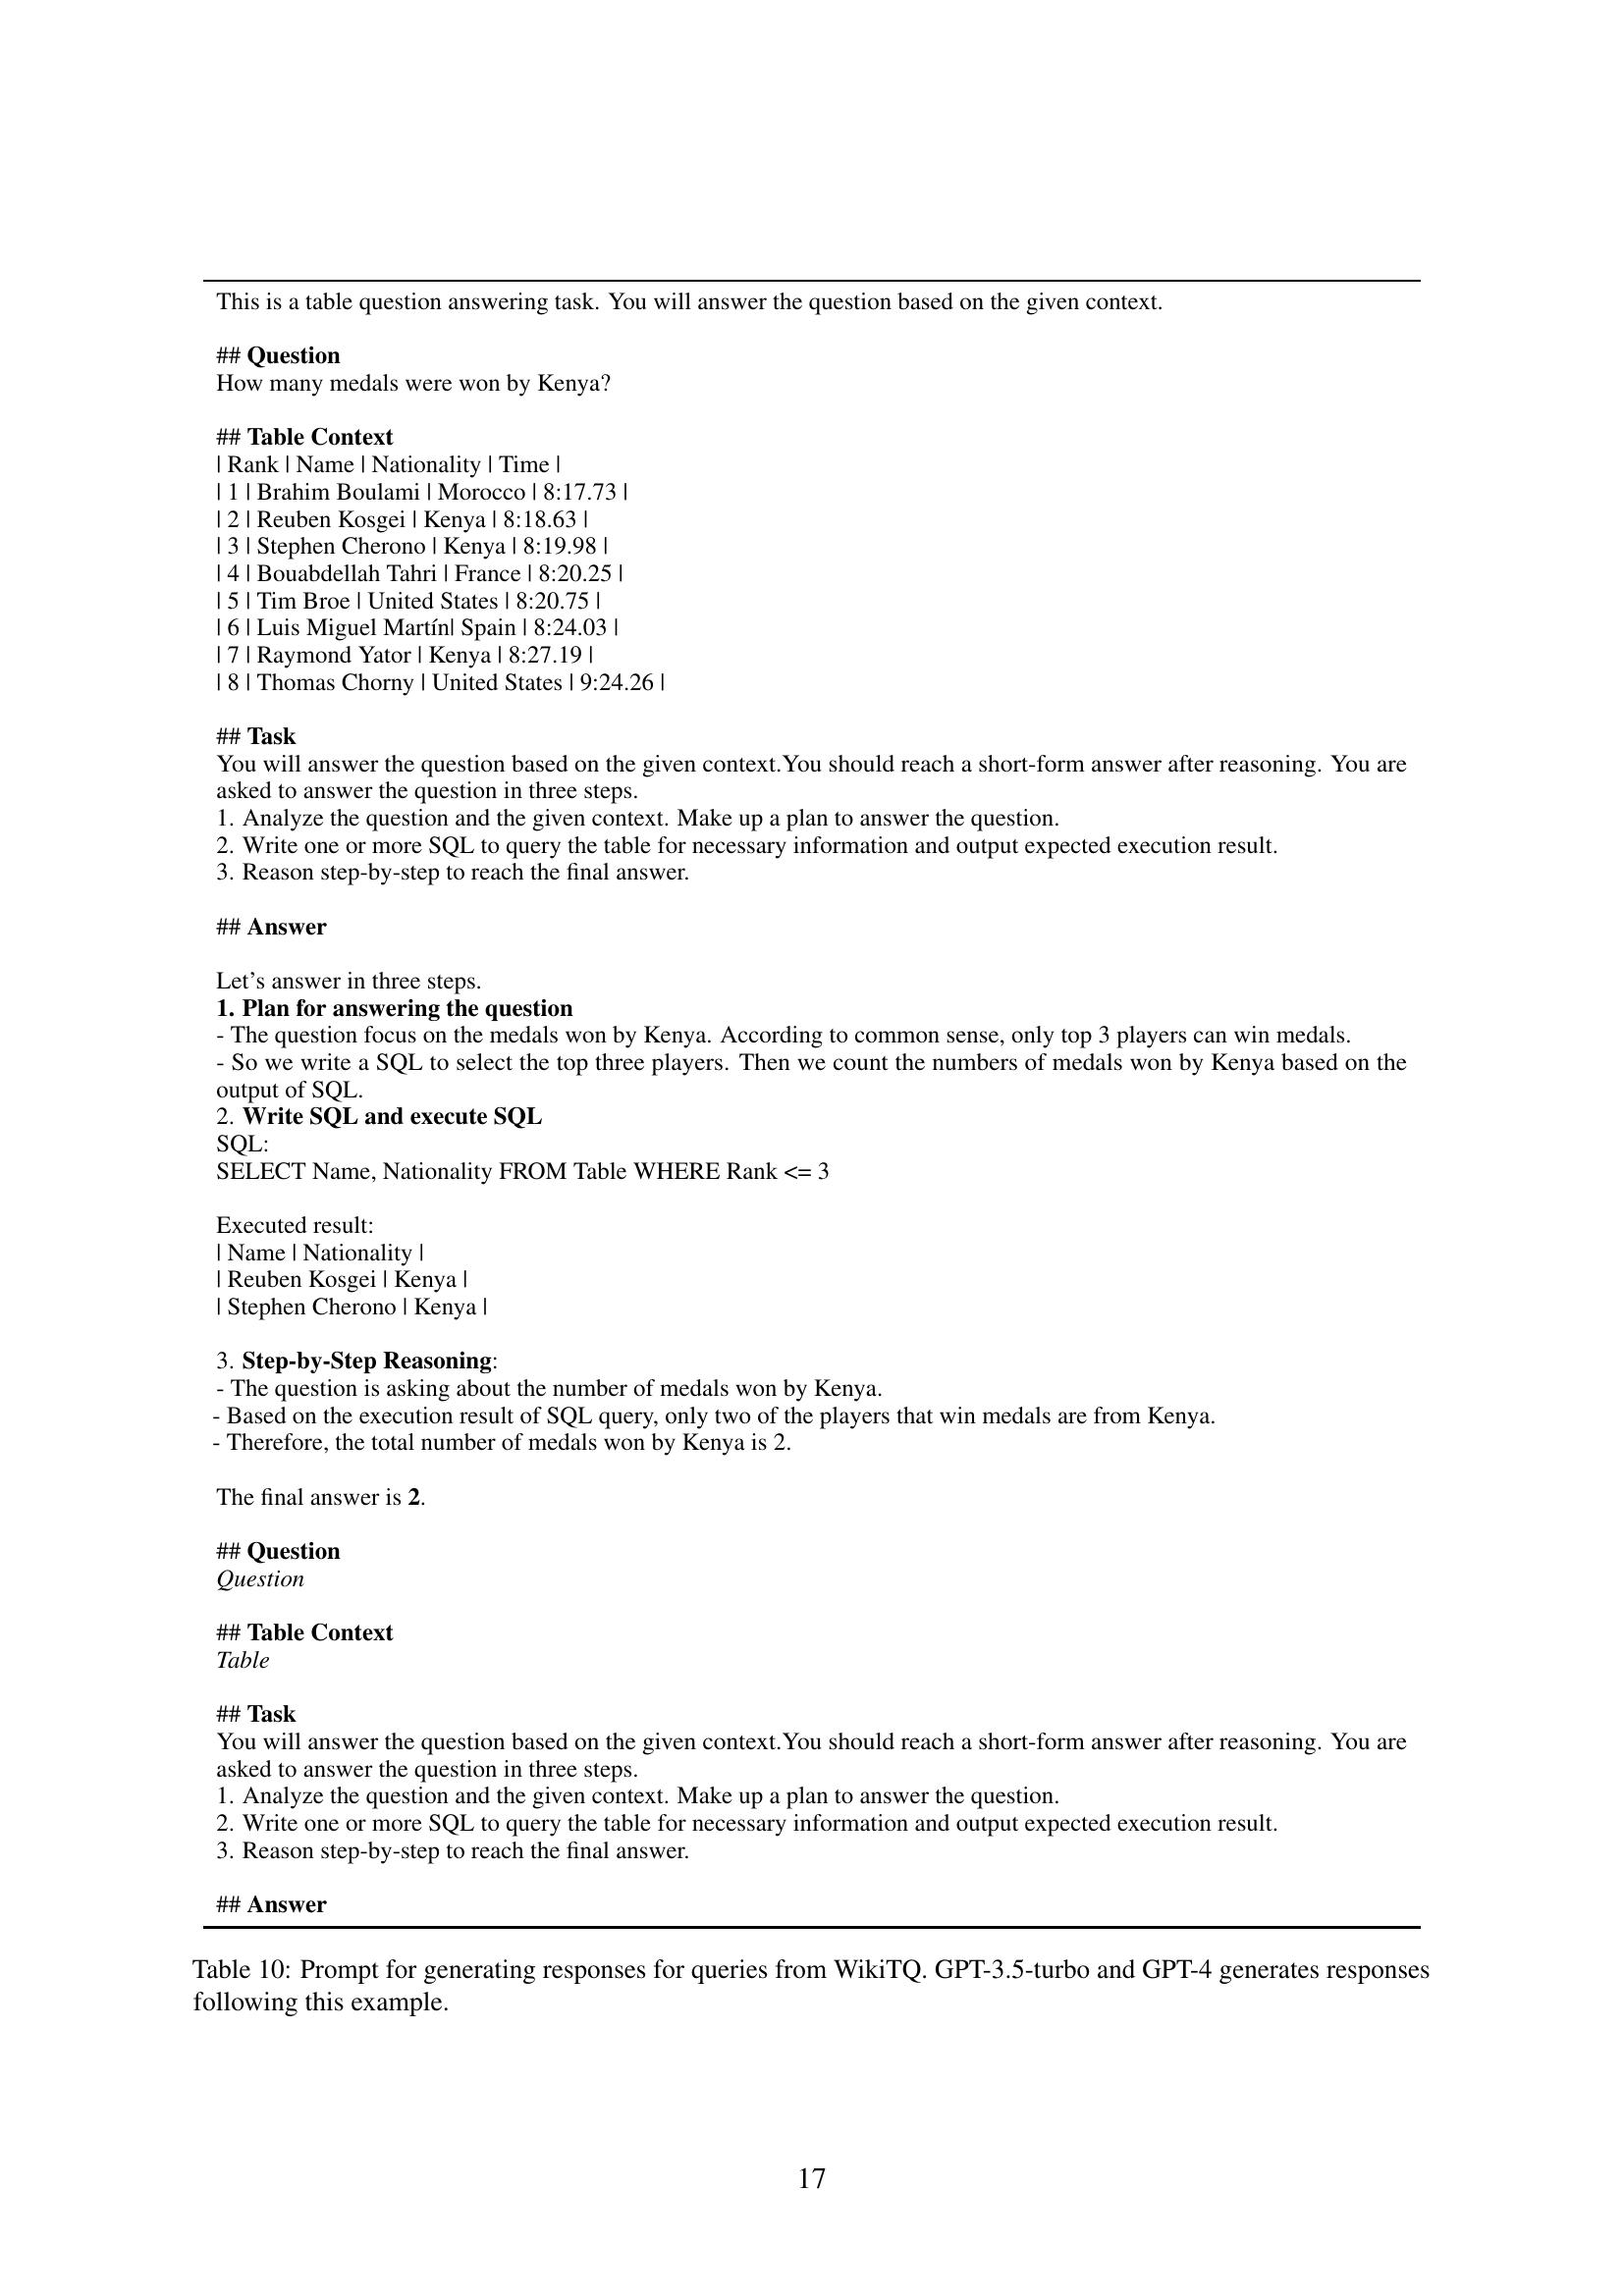 This is a table question answering task. You will answer the question based on the given context.
## Question
How many medals were won by Kenya?
## Table Context
| Rank | Name | Nationality | Time |
| 1 | Brahim Boulami | Morocco | 8:17.73 |
| 2 | Reuben Kosgei | Kenya | 8:18.63 |
| 3 | Stephen Cherono | Kenya | 8:19.98 |
| 4 | Bouabdellah Tahri | France | 8:20.25 |
| 5 | Tim Broe | United States | 8:20.75 |
| 6 | Luis Miguel Martín| Spain | 8:24.03 |
| 7 | Raymond Yator | Kenya | 8:27.19 |
| 8 | Thomas Chorny | United States | 9:24.26 |
## Task
You will answer the question based on the given context.You should reach a short-form answer after reasoning. You are
asked to answer the question in three steps.
1. Analyze the question and the given context. Make up a plan to answer the question.
2. Write one or more SQL to query the table for necessary information and output expected execution result.
3. Reason step-by-step to reach the final answer.
## Answer
Let's answer in three steps.
1. Plan for answering the question
- The question focus on the medals won by Kenya. According to common sense, only top 3 players can win medals.
- So we write a SQL to select the top three players. Then we count the numbers of medals won by Kenya based on the
output of SQL.
2. Write SQL and execute SQL
SQL:
SELECT Name, Nationality FROM Table WHERE Rank <= 3
Executed result:
| Name | Nationality |
| Reuben Kosgei | Kenya |
| Stephen Cherono | Kenya |
3. Step-by-Step Reasoning:
- The question is asking about the number of medals won by Kenya.
- Based on the execution result of SQL query, only two of the players that win medals are from Kenya.
- Therefore, the total number of medals won by Kenya is 2.
The final answer is 2.
## Question
Question
## Table Context
Table
## Task
You will answer the question based on the given context.You should reach a short-form answer after reasoning. You are
asked to answer the question in three steps.
1. Analyze the question and the given context. Make up a plan to answer the question.
2. Write one or more SQL to query the table for necessary information and output expected execution result.
3. Reason step-by-step to reach the final answer.
## Answer
Table 10: Prompt for generating responses for queries from WikiTQ. GPT-3.5-turbo and GPT-4 generates responses
following this example.
17